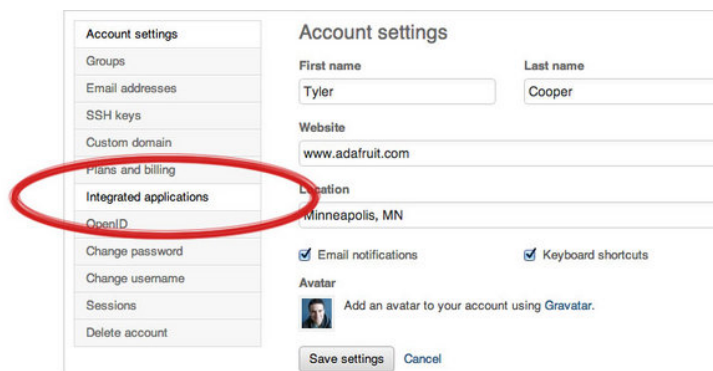 Account settings
Groups
Email addresses
SSH keys
Custom domain
Plans and billing
Integrated applications
OpenID
Change password
Change username
Sessions
Delete account
Account settings
First name Last name
Tyler Cooper
Website
www.adafruit.com
Location
Minneapolis, MN
Email notifications Keyboard shortcuts
Avatar
Add an avatar to your account using Gravatar.
Save settings Cancel